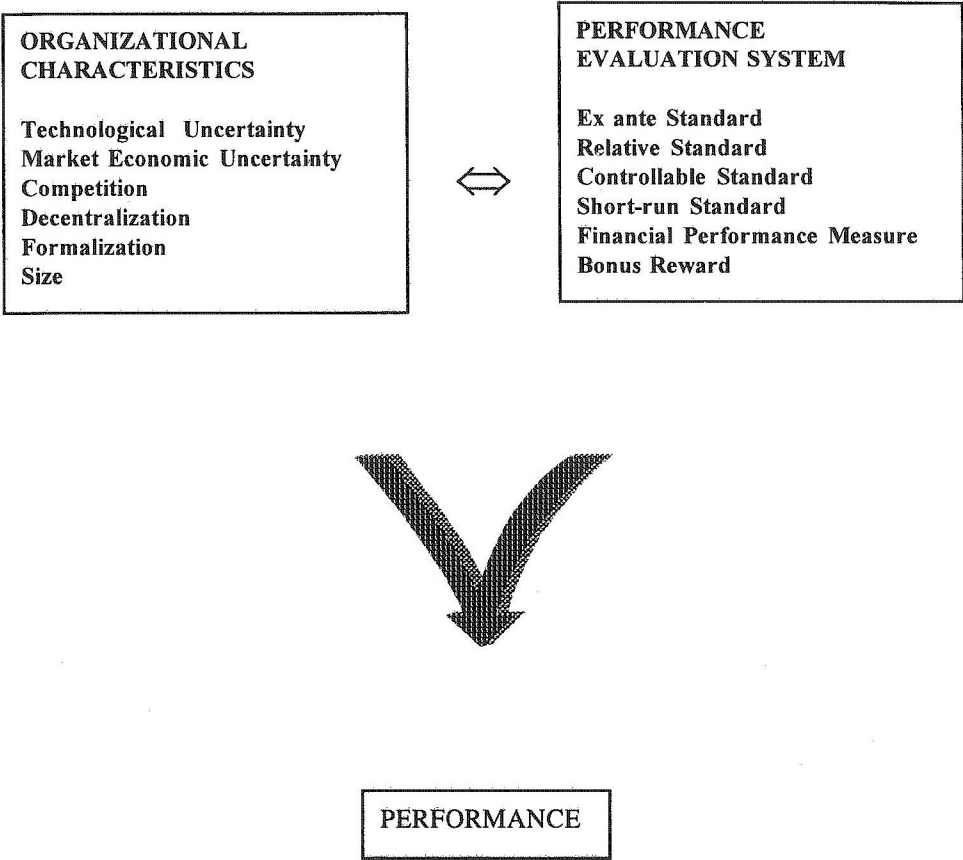 ORGANIZATIONAL
CHARACTERISTICS
Technological Uncertainty
Market Economic Uncertainty
Competition
Decentralization
Formalization
Size
PERFORMANCE
EVALUATION SYSTEM
Ex ante Standard
Relative Standard
Controllable Standard
Short-run Standard
Financial Performance Measure
Bonus Reward
PERFORMANCE